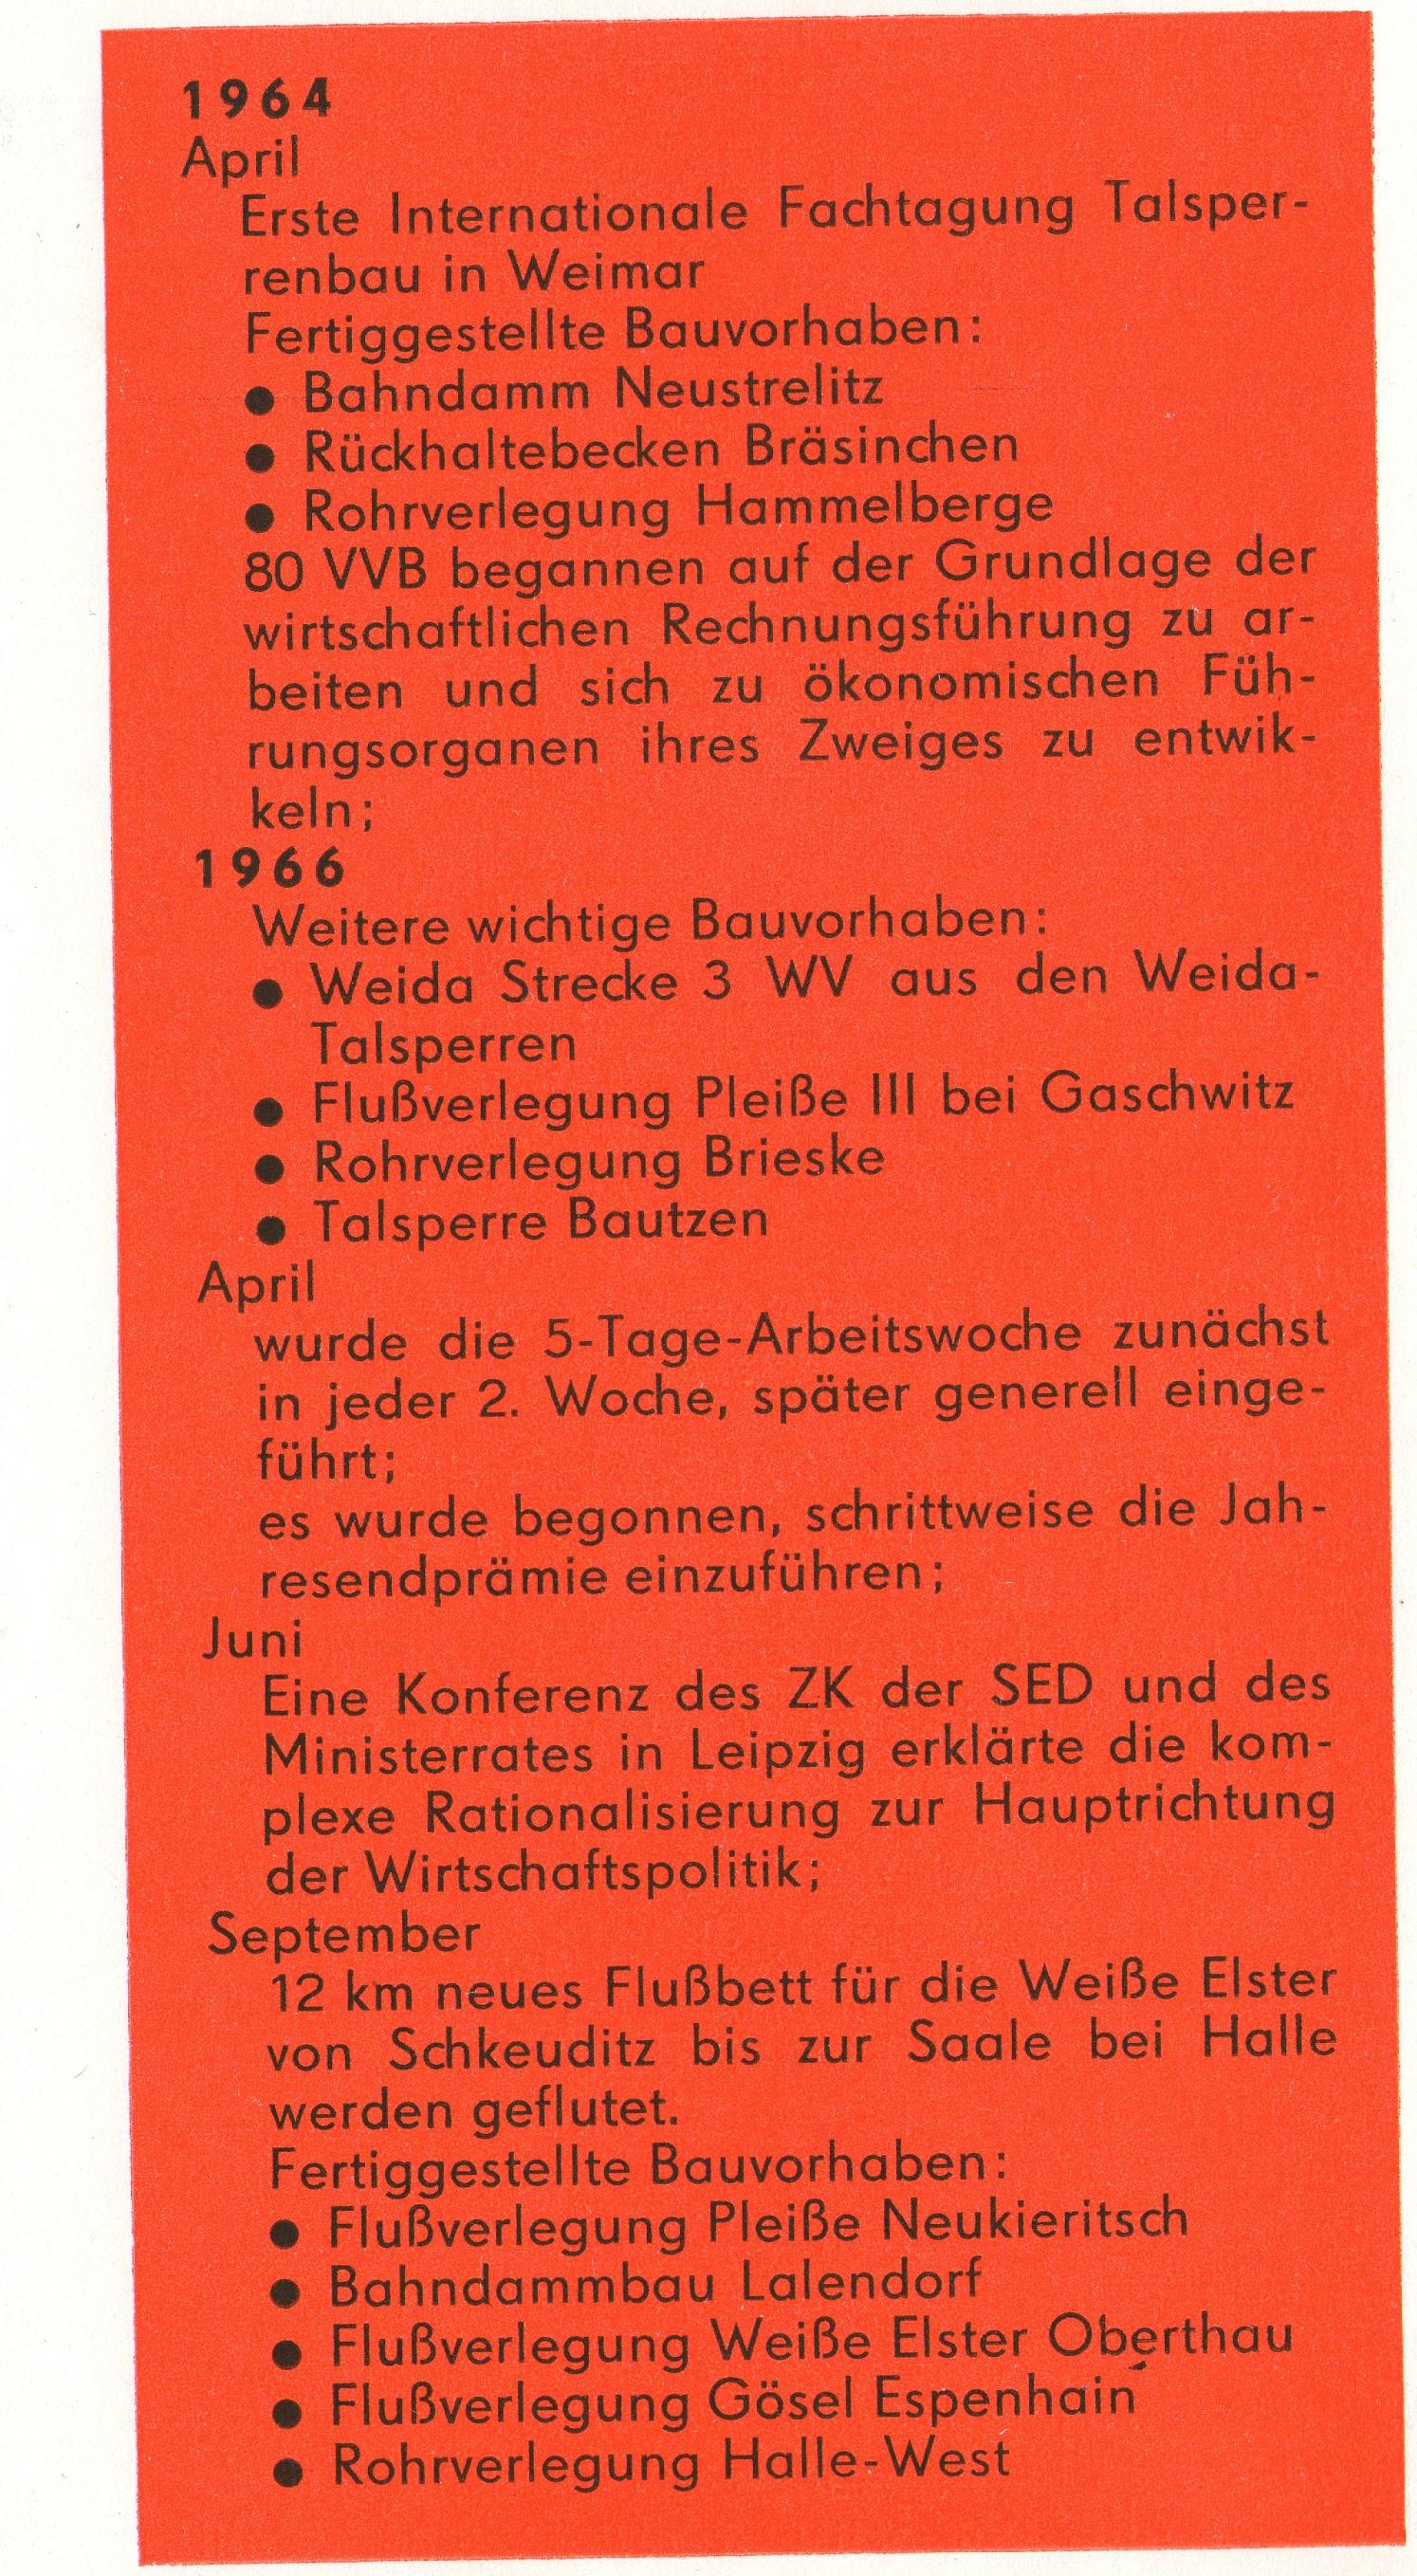 1964
April
Erste Internationale Fachtagung Talsper-
renbau in Weimar
Fertiggestellte Bauvorhaben:
● Bahndamm Neustrelitz
● Rückhaltebecken Bräsinchen
● Rohrverlegung Hammelberge
80 VVB begannen auf der Grundlage der
wirtschaftlichen Rechnungsführung zu ar-
beiten und sich zu ökonomischen Füh-
rungsorganen ihres Zweiges zu entwik-
keln;
1966
Weitere wichtige Bauvorhaben:
● Weida Strecke 3 WV aus den Weida-
Talsperren
● Flußverlegung Pleiße III bei Gaschwitz
● Rohrverlegung Brieske
● Talsperre Bautzen
April
wurde die 5-Tage-Arbeitswoche zunächst
in jeder 2. Woche, später generell einge-
führt;
es wurde begonnen, schrittweise die Jah-
resendprämie einzuführen;
Juni
Eine Konferenz des ZK der SED und des
Ministerrates in Leipzig erklärte die kom-
plexe Rationalisierung zur Hauptrichtung
der Wirtschaftspolitik;
September
12 km neues Flußbett für die Weiße Elster
von Schkeuditz bis zur Saale bei Halle
werden geflutet.
Fertiggestellte Bauvorhaben:
● Flußverlegung Pleiße Neukieritsch
● Bahndammbau Lalendorf
● Flußverlegung Weiße Elster Oberthau
● Flußverlegung Gösel Espenhain
● Rohrverlegung Halle-West